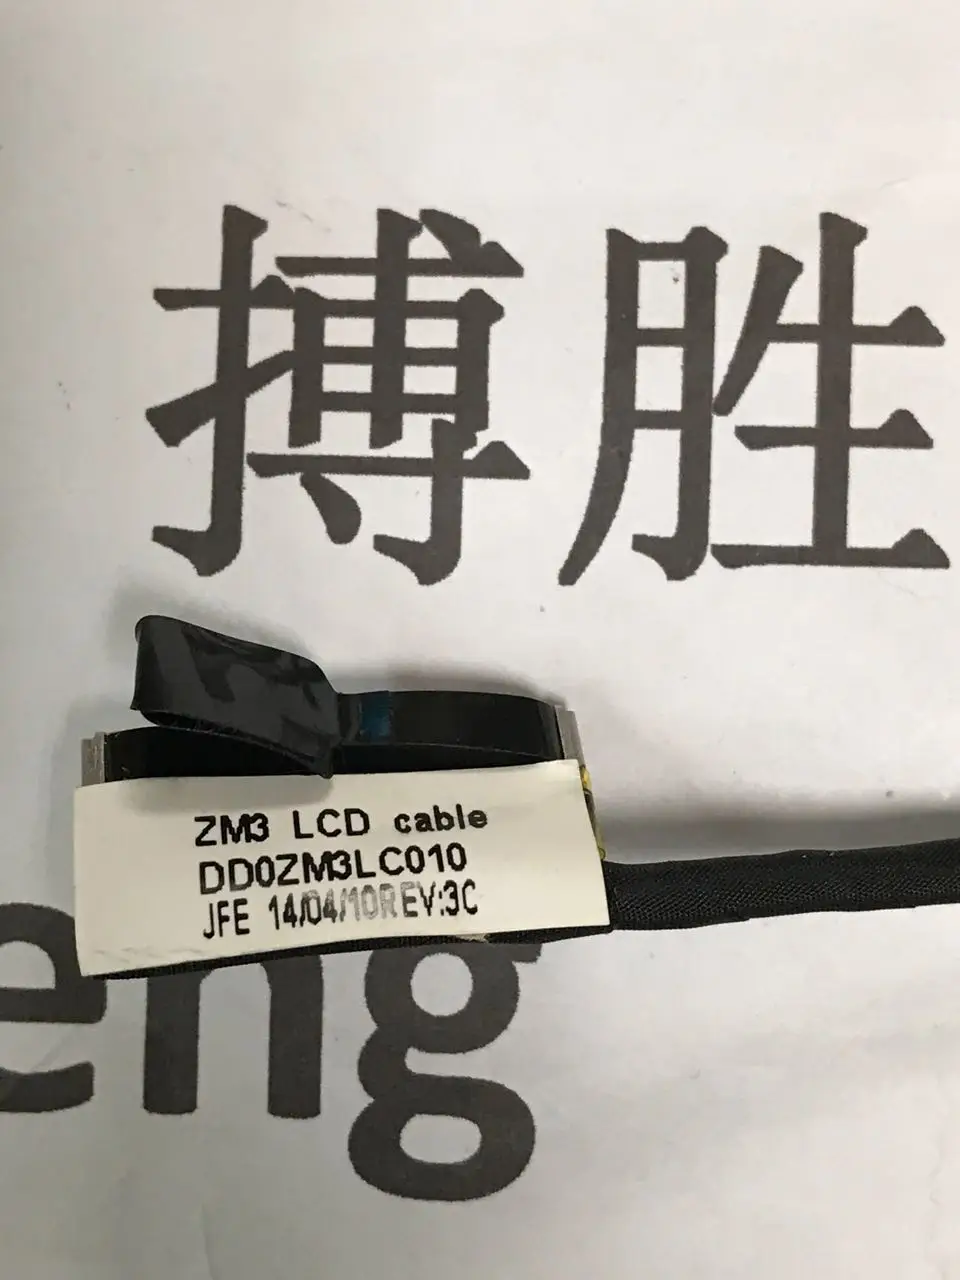 搏胜
ZM3 LCD cable
DD0ZM3LC010
JFE 14/04/10REV:3C
eng